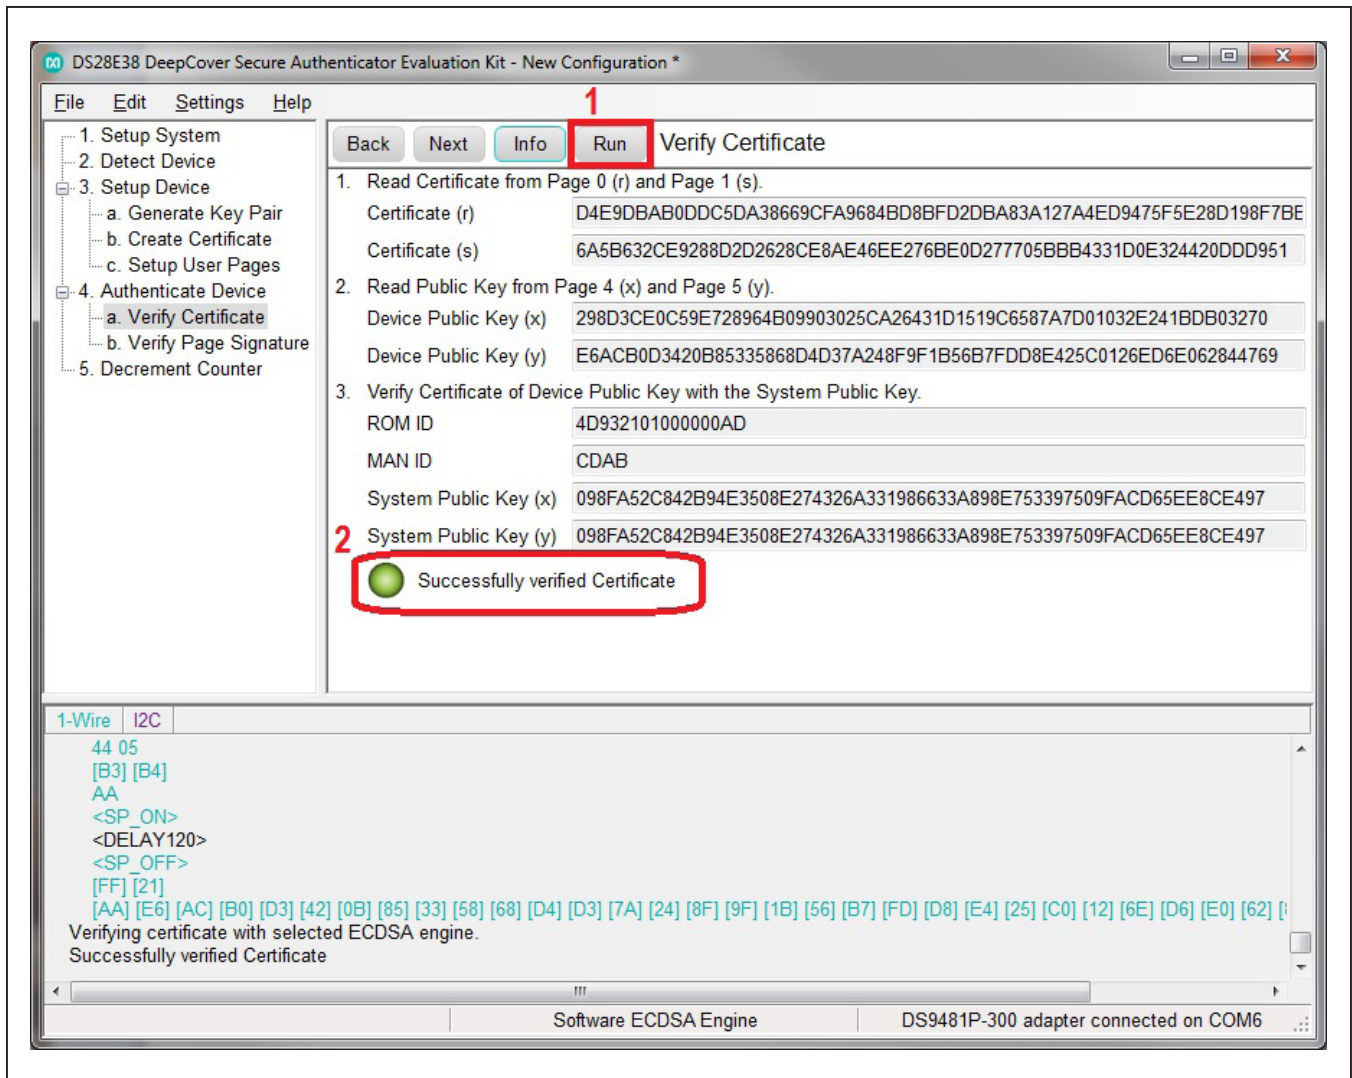 DS28E38 DeepCover Secure Authenticator Evaluation Kit - New Configuration *
File Edit Settings Help
1
1. Setup System
2. Detect Device
3. Setup Device
a. Generate Key Pair
b. Create Certificate
c. Setup User Pages
4. Authenticate Device
a. Verify Certificate
b. Verify Page Signature
5. Decrement Counter
Back Next Info Run Verify Certificate
1. Read Certificate from Page 0 (r) and Page 1 (s).
Certificate (r) D4E9DBAB0DDC5DA38669CFA9684BD8BFD2DBA83A127A4ED9475F5E28D198F7BE
Certificate (s) 6A5B632CE9288D2D2628CE8AE46EE276BE0D277705BBB4331D0E324420DDD951
2. Read Public Key from Page 4 (x) and Page 5 (y).
Device Public Key (x) 298D3CE0C59E728964B09903025CA26431D1519C6587A7D01032E241BDB03270
Device Public Key (y) E6ACB0D3420B85335868D4D37A248F9F1B56B7FDD8E425C0126ED6E062844769
3. Verify Certificate of Device Public Key with the System Public Key.
ROM ID 4D932101000000AD
MAN ID CDAB
System Public Key (x) 098FA52C842B94E3508E274326A331986633A898E753397509FACD65EE8CE497
2 System Public Key (y) 098FA52C842B94E3508E274326A331986633A898E753397509FACD65EE8CE497
Successfully verified Certificate
1-Wire I2C
44 05
[B3] [B4]
AA
<SP_ON>
<DELAY120>
<SP_OFF>
[FF] [21]
[AA] [E6] [AC] [B0] [D3] [42] [0B] [85] [33] [58] [68] [D4] [D3] [7A] [24] [8F] [9F] [1B] [56] [B7] [FD] [D8] [E4] [25] [C0] [12] [6E] [D6] [E0] [62]
Verifying certificate with selected ECDSA engine.
Successfully verified Certificate
Software ECDSA Engine DS9481P-300 adapter connected on COM6